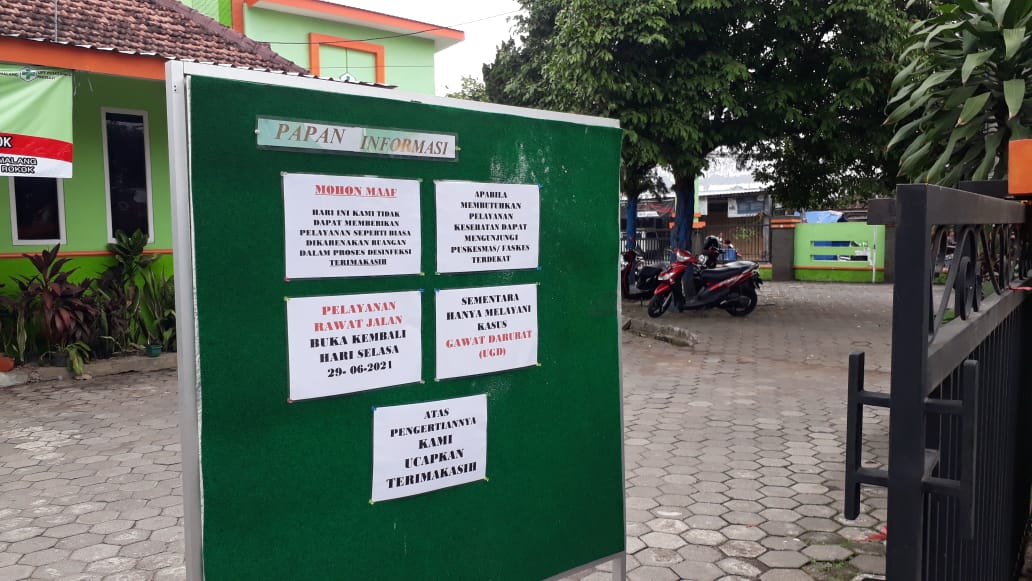 PAPAN INFORMASI
MOHON MAAF
HARI INI KAMI TIDAK
DAPAT MEMBERIKAN
PELAYANAN SEPERTI BIASA
DIKARENAKAN RUANGAN
DALAM PROSES DESINFEKSI
TERIMAKASIH
APABILA
MEMBUTUHKAN
PELAYANAN
KESEHATAN DAPAT
MENGUNJUNGI
PUSKESMAS/ FASKES
TERDEKAT
PELAYANAN
RAWAT JALAN
BUKA KEMBALI
HARI SELASA
29- 06-2021
SEMENTARA
HANYA MELAYANI
KASUS
GAWAT DARURAT
(UGD)
ATAS
PENGERTIANNYA
KAMI
UCAPKAN
TERIMAKASIH
MALANG
ROKOK